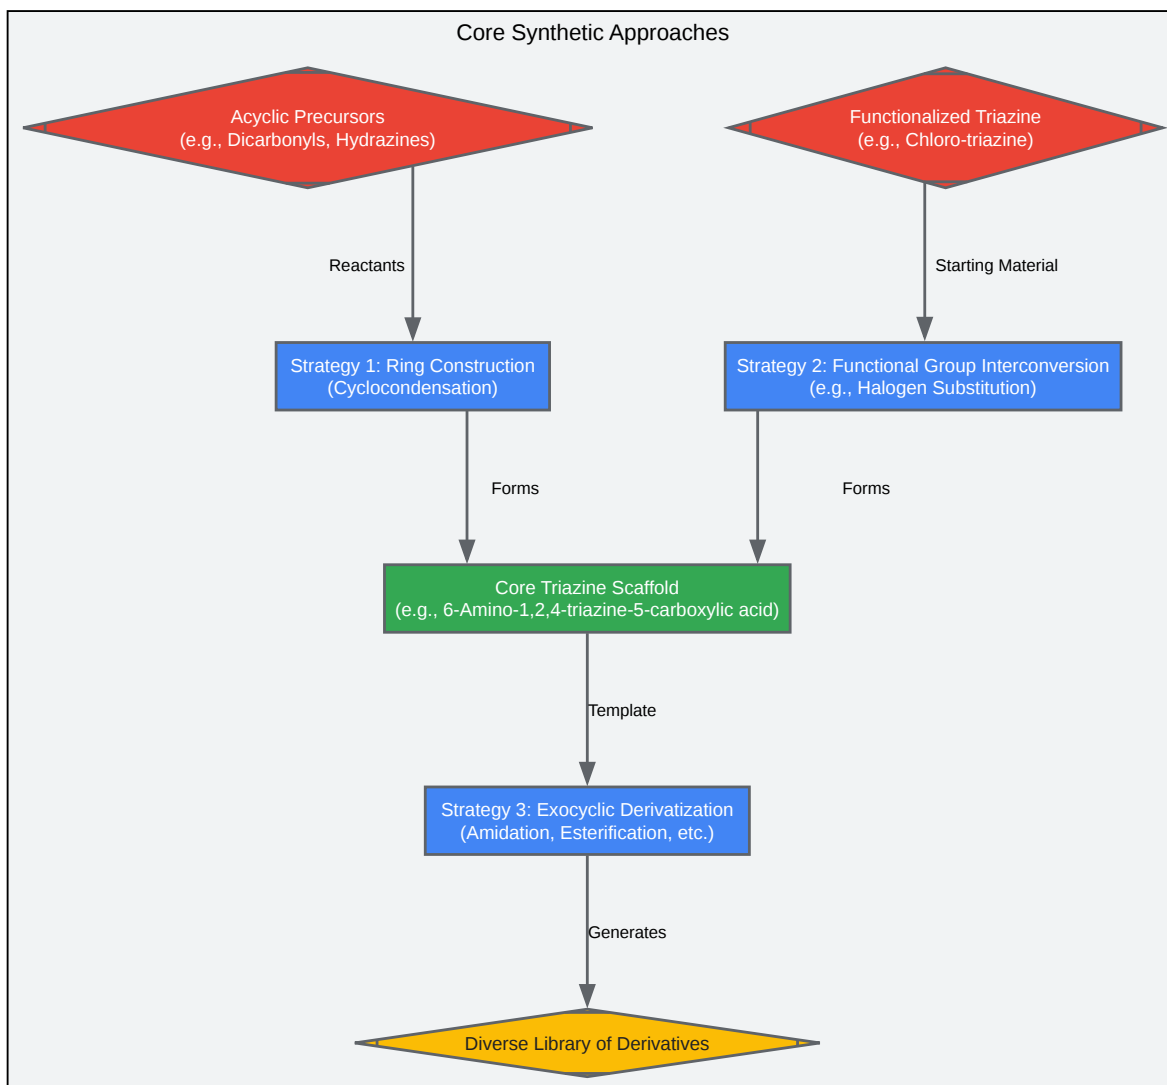 Core Synthetic Approaches
Acyclic Precursors
(e.g., Dicarbonyls, Hydrazines)
Functionalized Triazine
(e.g., Chloro-triazine)
Reactants
Starting Material
Strategy 1: Ring Construction
(Cyclocondensation)
Strategy 2: Functional Group Interconversion
(e.g., Halogen Substitution)
Forms
Forms
Core Triazine Scaffold
(e.g., 6-Amino-1,2,4-triazine-5-carboxylic acid)
Template
Strategy 3: Exocyclic Derivatization
(Amidation, Esterification, etc.)
Generates
Diverse Library of Derivatives